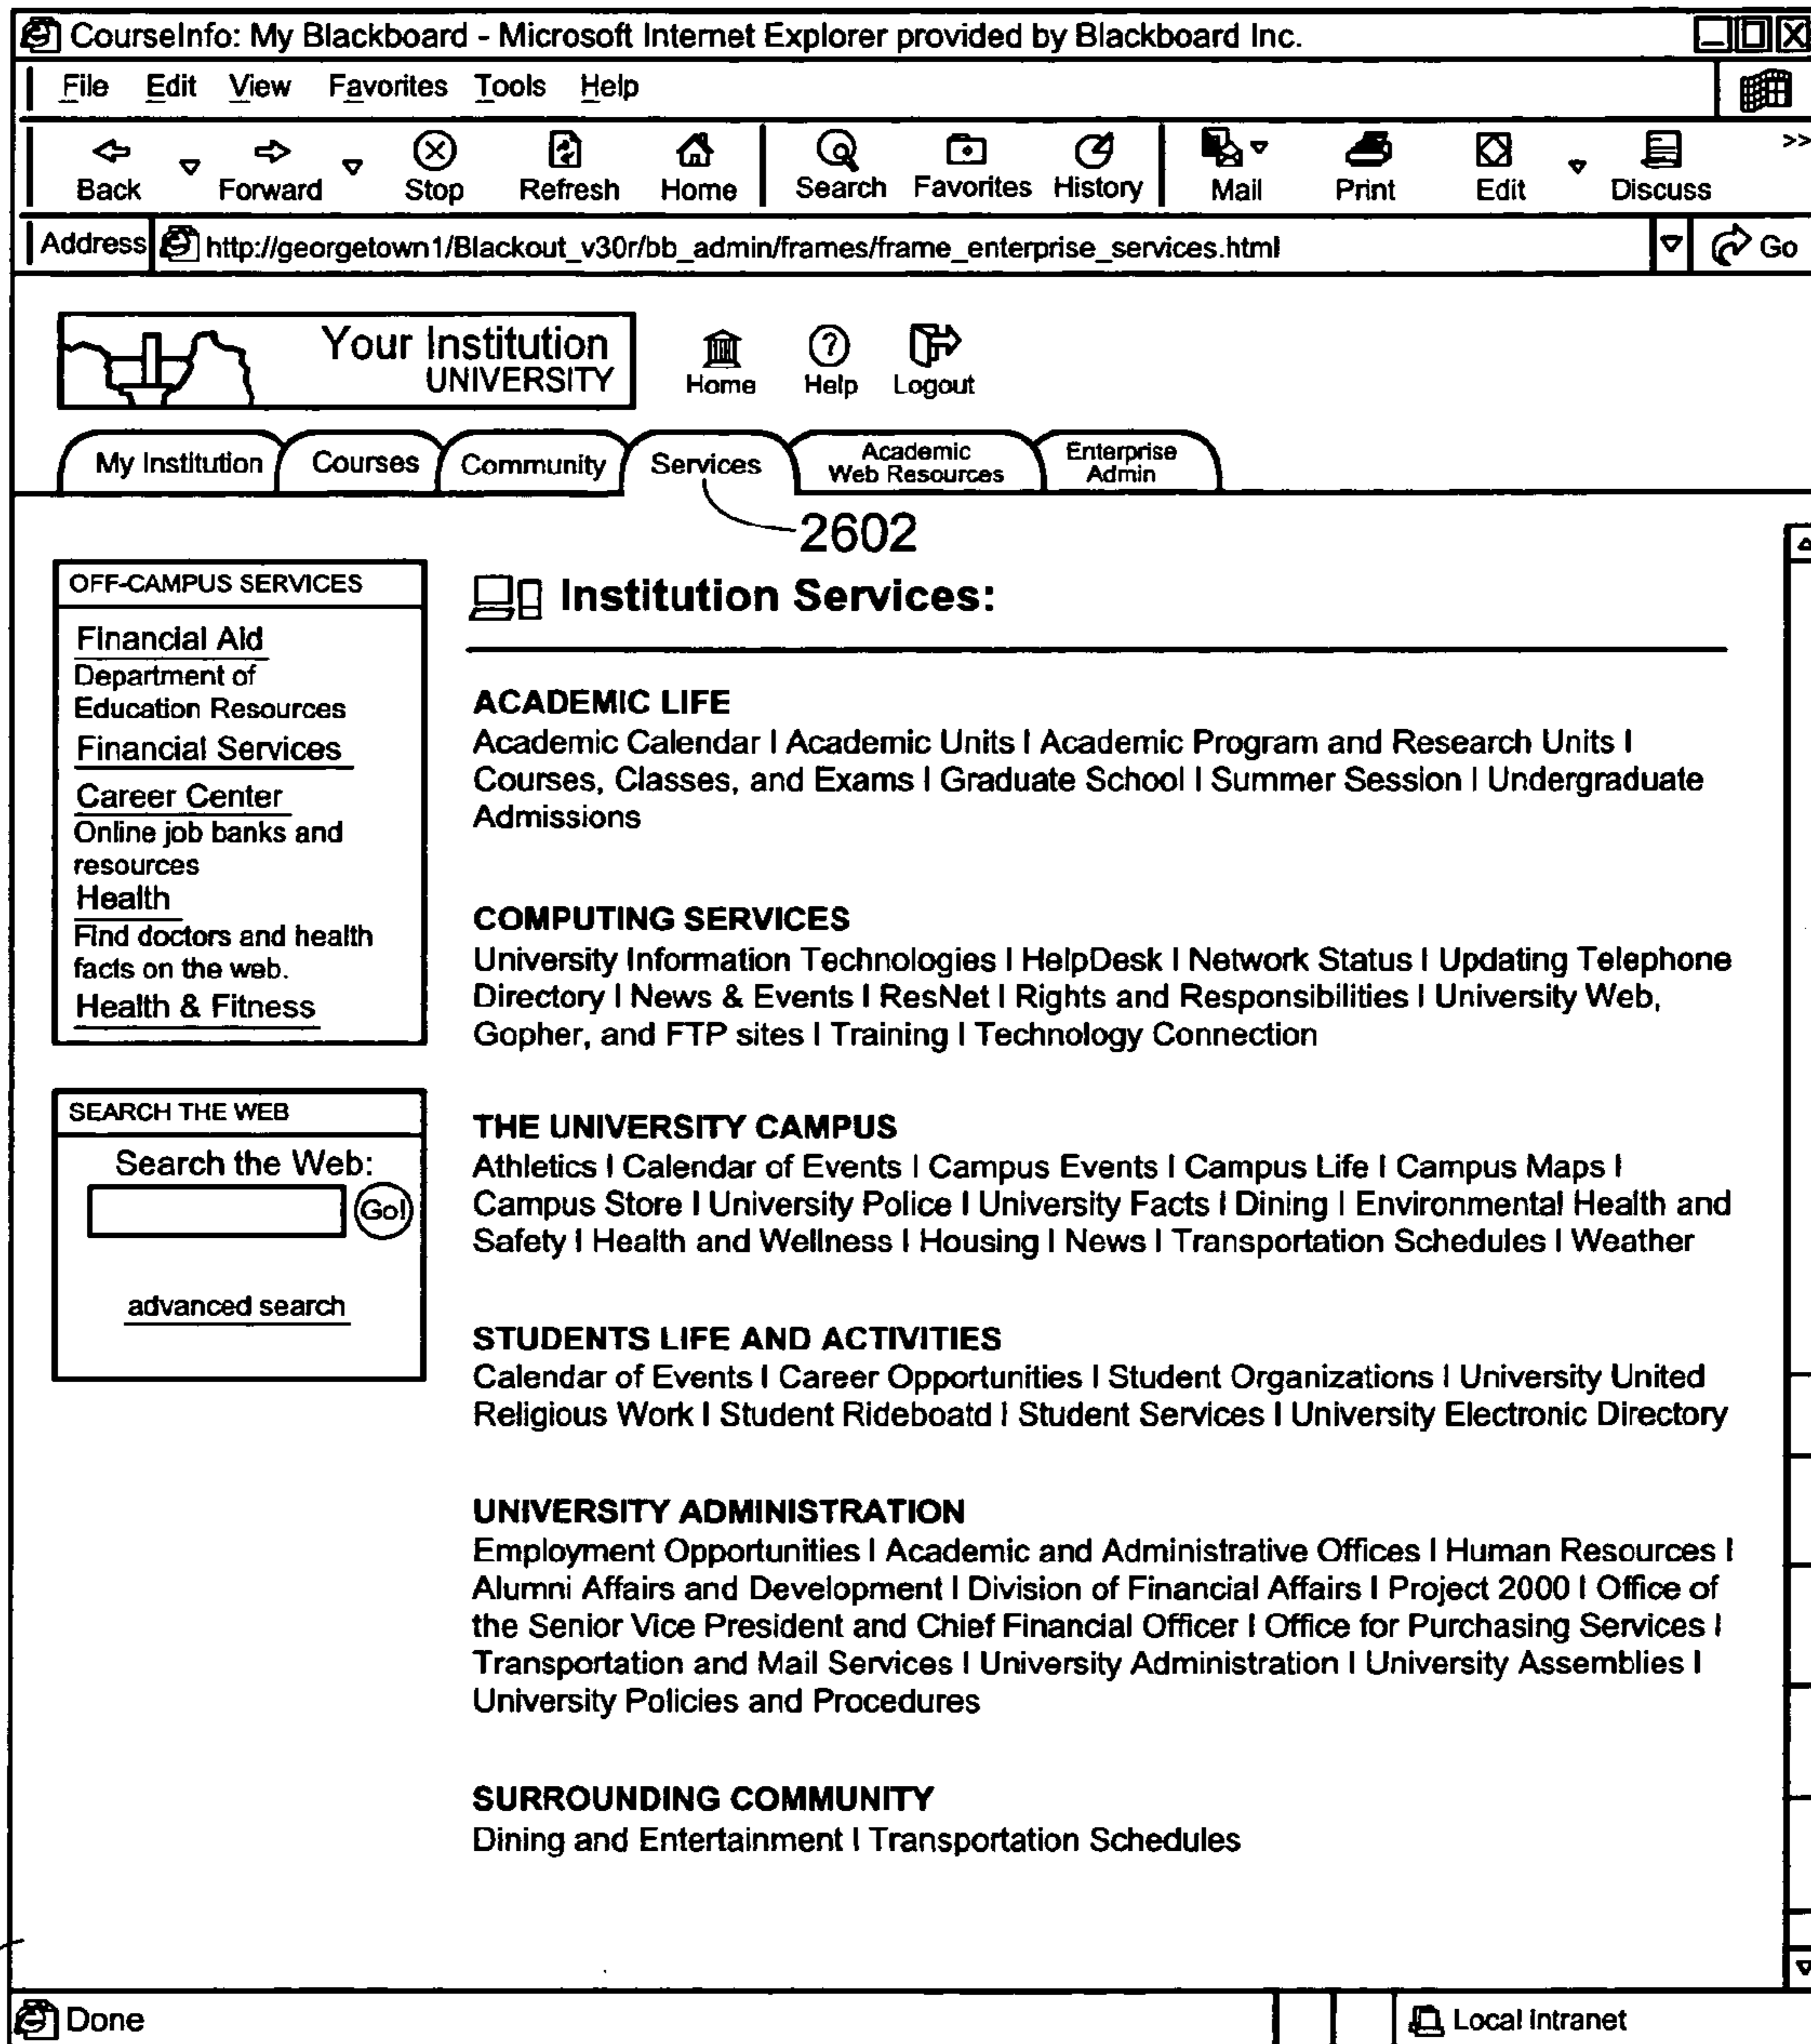 CourseInfo: My Blackboard - Microsoft Internet Explorer provided by Blackboard Inc.
File Edit View Favorites Tools Help
Back Forward Stop Refresh Home Search Favorites History Mail Print Edit Discuss >>
Address http://georgetown1/Blackout_v30r/bb_admin/frames/frame_enterprise_services.html Go
Your Institution
UNIVERSITY
Home Help Logout
My Institution Courses Community Services Academic Web Resources Enterprise Admin
2602
OFF-CAMPUS SERVICES
Financial Aid
Department of
Education Resources
Financial Services
Career Center
Online job banks and
resources
Health
Find doctors and health
facts on the web.
Health & Fitness
SEARCH THE WEB
Search the Web:
Go!
advanced search
Institution Services:
ACADEMIC LIFE
Academic Calendar | Academic Units | Academic Program and Research Units |
Courses, Classes, and Exams | Graduate School | Summer Session | Undergraduate
Admissions
COMPUTING SERVICES
University Information Technologies | HelpDesk | Network Status | Updating Telephone
Directory | News & Events | ResNet | Rights and Responsibilities | University Web,
Gopher, and FTP sites | Training | Technology Connection
THE UNIVERSITY CAMPUS
Athletics | Calendar of Events | Campus Events | Campus Life | Campus Maps |
Campus Store | University Police | University Facts | Dining | Environmental Health and
Safety | Health and Wellness | Housing | News | Transportation Schedules | Weather
STUDENTS LIFE AND ACTIVITIES
Calendar of Events | Career Opportunities | Student Organizations | University United
Religious Work | Student Rideboatd | Student Services | University Electronic Directory
UNIVERSITY ADMINISTRATION
Employment Opportunities | Academic and Administrative Offices | Human Resources |
Alumni Affairs and Development | Division of Financial Affairs | Project 2000 | Office of
the Senior Vice President and Chief Financial Officer | Office for Purchasing Services |
Transportation and Mail Services | University Administration | University Assemblies |
University Policies and Procedures
SURROUNDING COMMUNITY
Dining and Entertainment | Transportation Schedules
Done
Local intranet